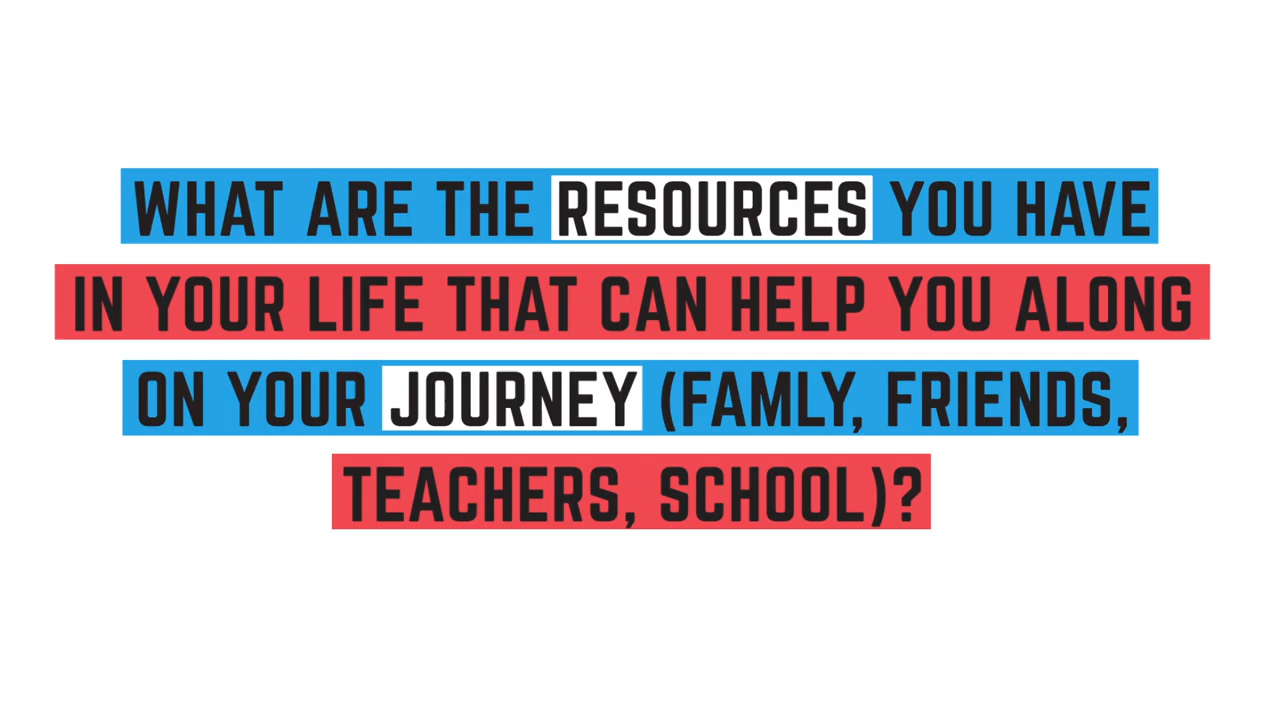 WHAT ARE THE RESOURCES YOU HAVE
IN YOUR LIFE THAT CAN HELP YOU ALONG
ON YOUR JOURNEY (FAMLY, FRIENDS,
TEACHERS, SCHOOL)?